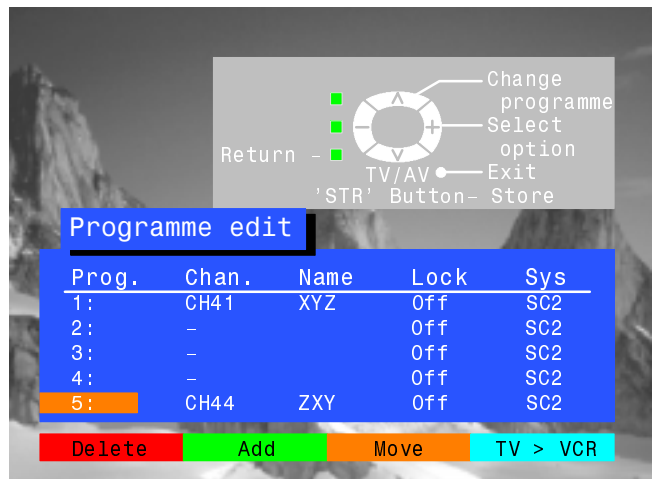 Change
programme
Select
option
Return –
TV/AV Exit
'STR' Button– Store
Programme edit
Prog. Chan. Name Lock Sys
1: CH41 XYZ Off SC2
2: – Off SC2
3: – Off SC2
4: – Off SC2
5: CH44 ZXY Off SC2
Delete Add Move TV > VCR